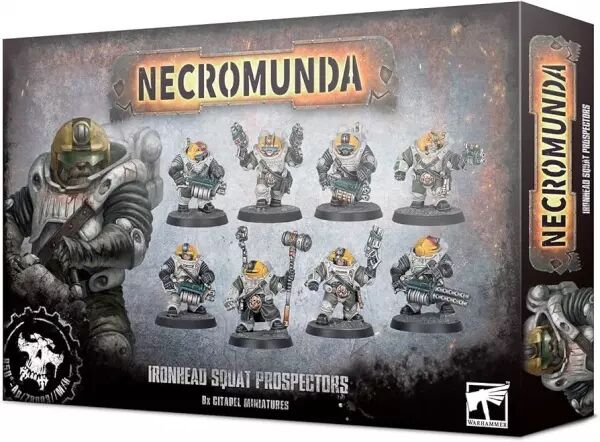 NECROMUNDA
IRONHEAD SQUAT PROSPECTORS
8x CITADEL MINIATURES
NECROMUNDA
IRONHEAD SQUAT PROSPECTORS
WARHAMMER